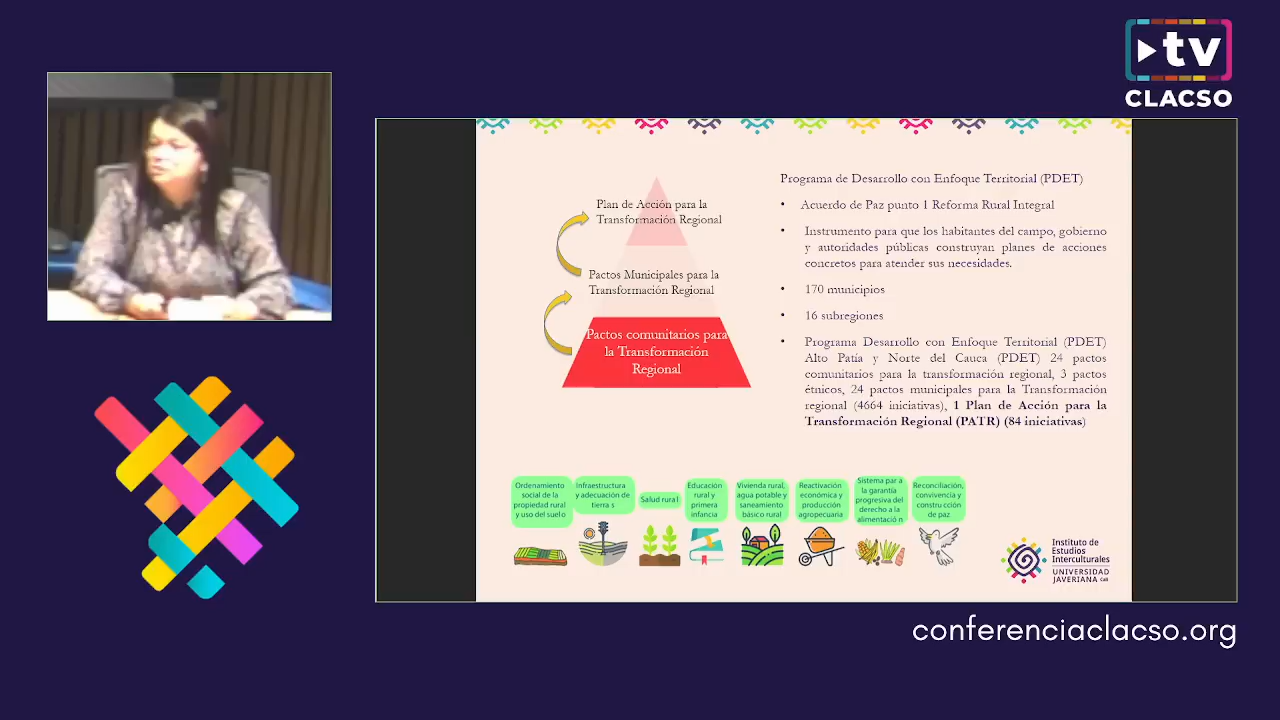 tv
CLACSO
Plan de Acción para la
Transformación Regional
Pactos Municipales para la
Transformación Regional
Pactos comunitarios para
la Transformación
Regional
Programa de Desarrollo con Enfoque Territorial (PDET)
• Acuerdo de Paz punto 1 Reforma Rural Integral
• Instrumento para que los habitantes del campo, gobierno
y autoridades públicas construyan planes de acciones
concretos para atender sus necesidades.
• 170 municipios
• 16 subregiones
• Programa Desarrollo con Enfoque Territorial (PDET)
Alto Patía y Norte del Cauca (PDET) 24 pactos
comunitarios para la transformación regional, 3 pactos
étnicos, 24 pactos municipales para la Transformación
regional (4664 iniciativas), 1 Plan de Acción para la
Transformación Regional (PATR) (84 iniciativas)
Ordenamiento
social de la
propiedad rural
y uso del suelo
Infraestructura
y adecuación de
tierra s
Salud rura l
Educación
rural y
primera
infancia
Vivienda rural,
agua potable y
saneamiento
básico rural
Reactivación
económica y
producción
agropecuaria
Sistema par a
la garantía
progresiva del
derecho a la
alimentació n
Reconciliación,
convivencia y
constru cción
de paz
Instituto de
Estudios
Interculturales
UNIVERSIDAD
JAVERIANA Cali
conferenciaclacso.org